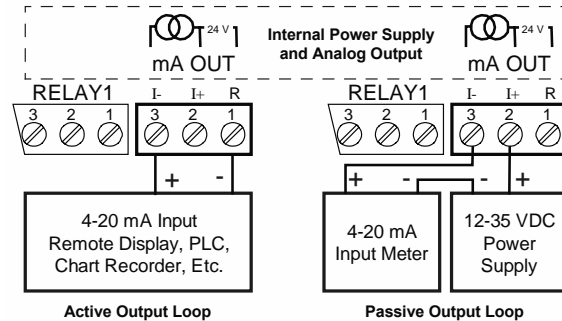 24 V
24 V
Internal Power Supply
and Analog Output
mA OUT
mA OUT
RELAY1
I- I+ R
RELAY1
I- I+ R
3 2 1
3 2 1
3 2 1
3 2 1
+ -
+ - - +
4-20 mA Input
Remote Display, PLC,
Chart Recorder, Etc.
4-20 mA
Input Meter
12-35 VDC
Power
Supply
Active Output Loop
Passive Output Loop